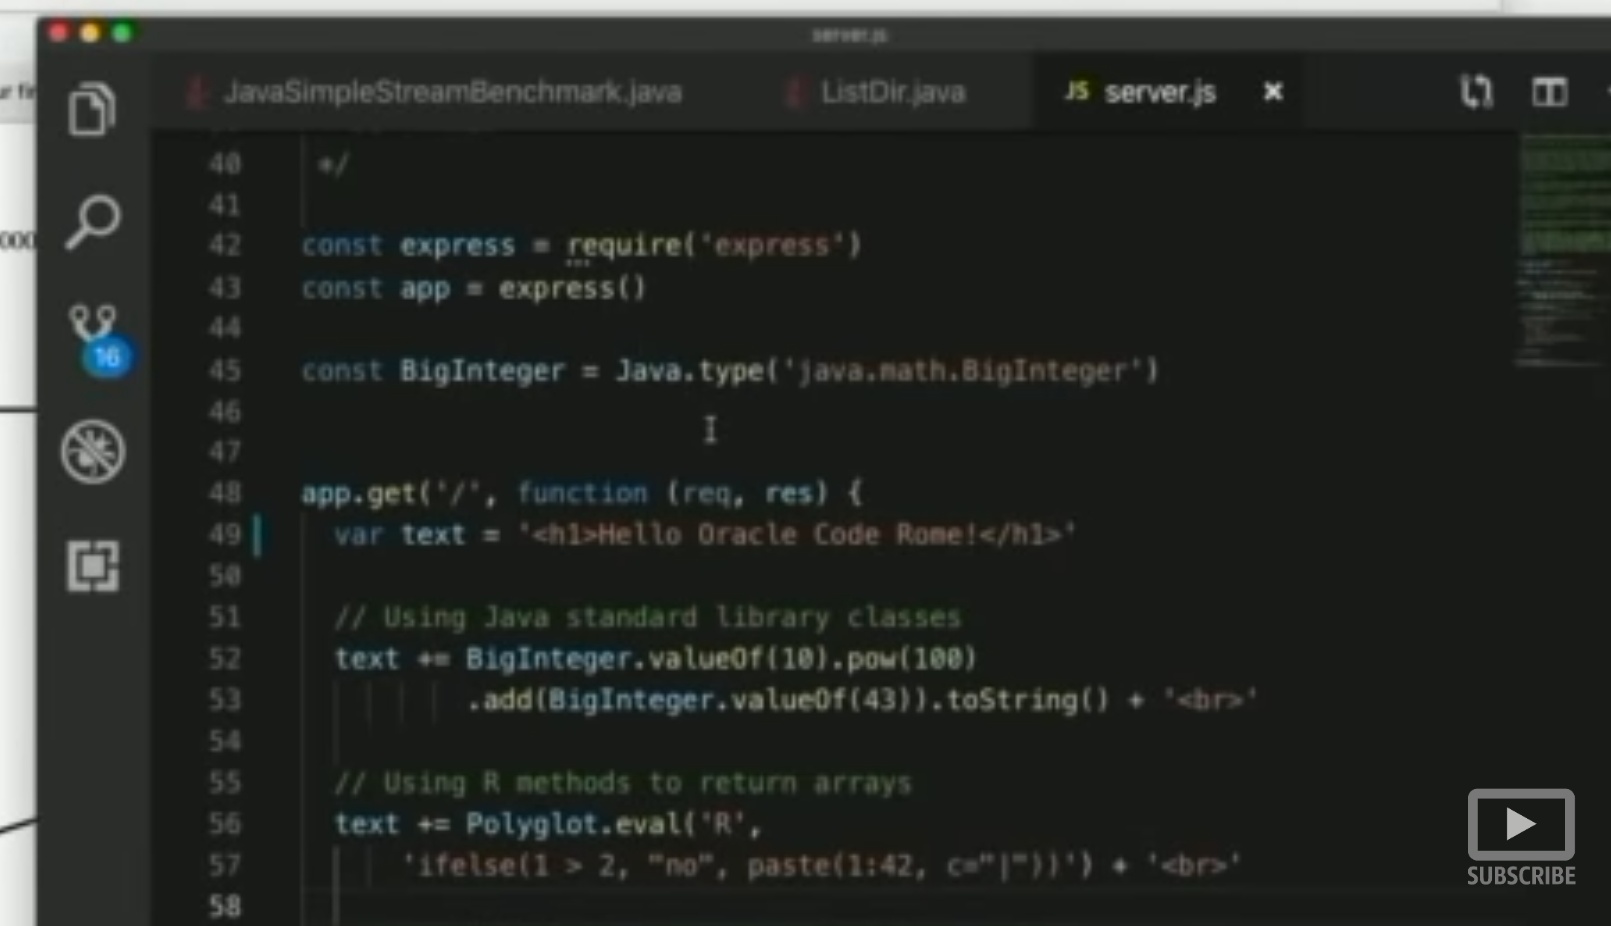 server.js
JavaSimpleStreamBenchmark.java
ListDir.java
JS server.js
40 */
41
42 const express = require('express')
43 const app = express()
44
45 const BigInteger = Java.type('java.math.BigInteger')
46
47
48 app.get('/', function (req, res) {
49 var text = '<h1>Hello Oracle Code Rome!</h1>'
50
51 // Using Java standard library classes
52 text += BigInteger.valueOf(10).pow(100)
53 .add(BigInteger.valueOf(43)).toString() + '<br>'
54
55 // Using R methods to return arrays
56 text += Polyglot.eval('R',
57 'ifelse(1 > 2, "no", paste(1:42, c="|"))') + '<br>'
58
16
SUBSCRIBE